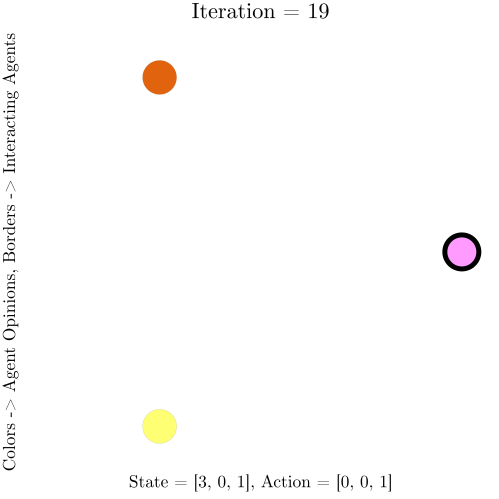 Iteration = 19
Colors -> Agent Opinions, Borders -> Interacting Agents
State = [3, 0, 1], Action = [0, 0, 1]